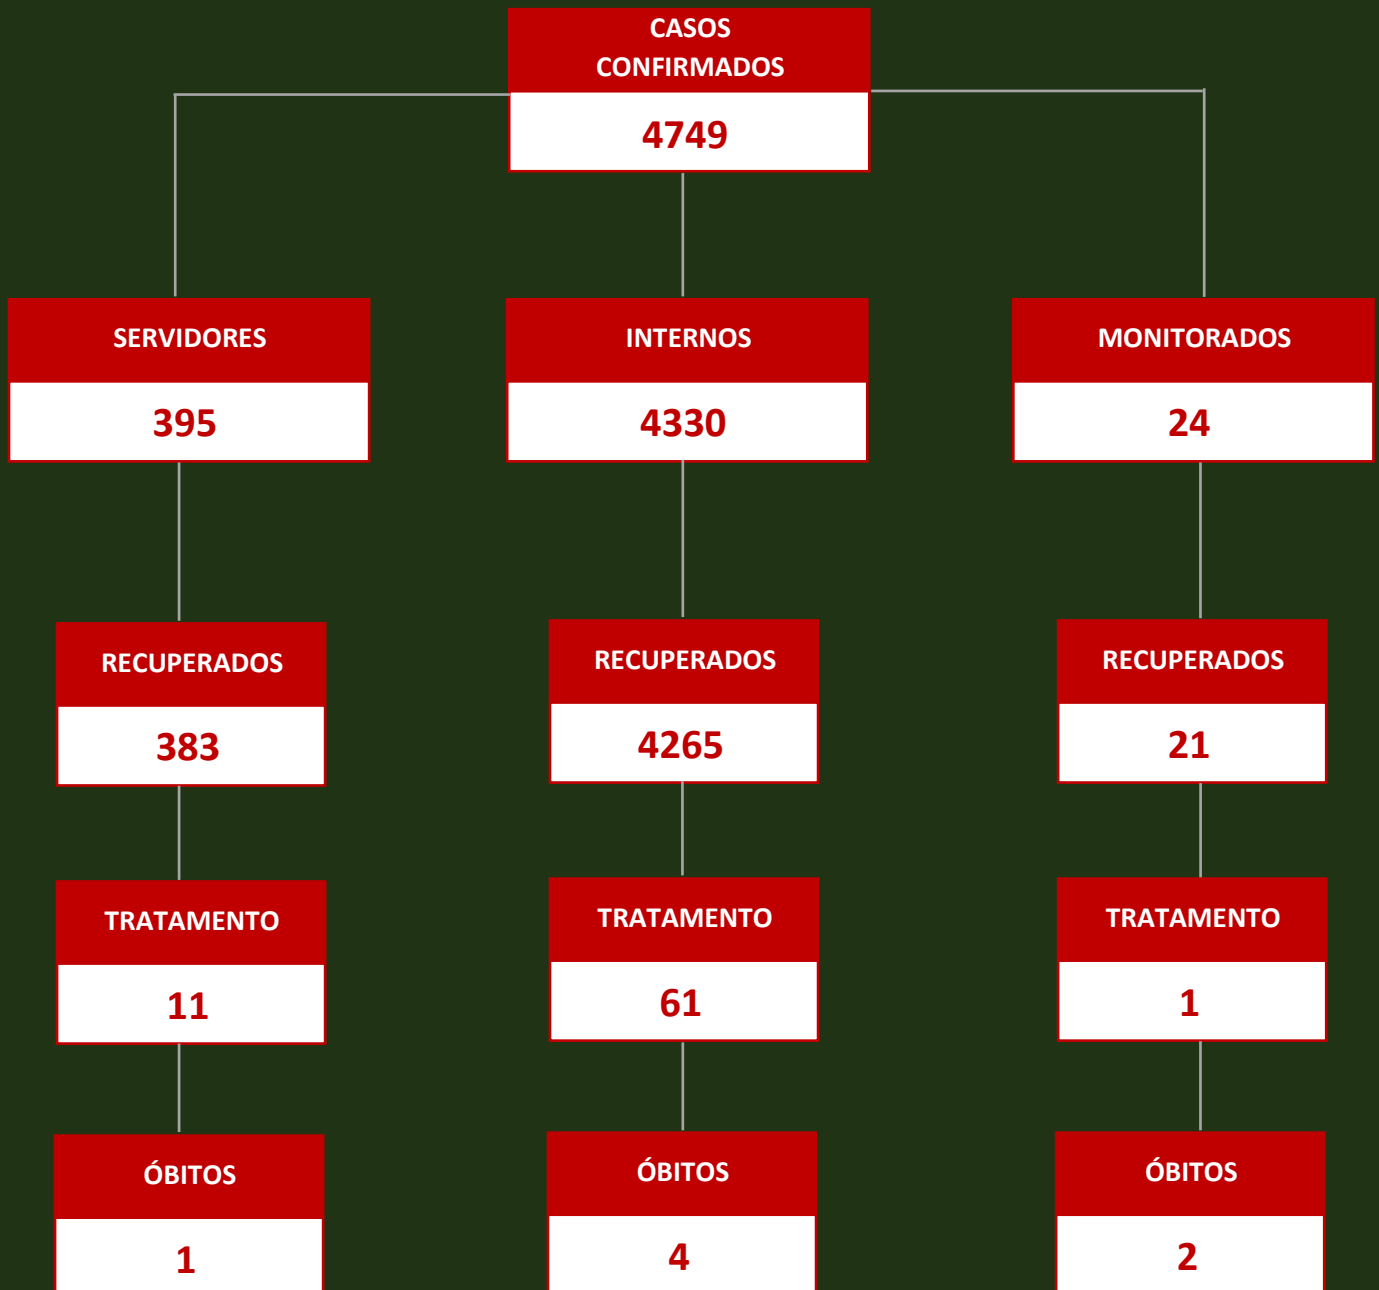 CASOS
CONFIRMADOS
4749
SERVIDORES
395
INTERNOS
4330
MONITORADOS
24
RECUPERADOS
383
RECUPERADOS
4265
RECUPERADOS
21
TRATAMENTO
11
TRATAMENTO
61
TRATAMENTO
1
ÓBITOS
1
ÓBITOS
4
ÓBITOS
2